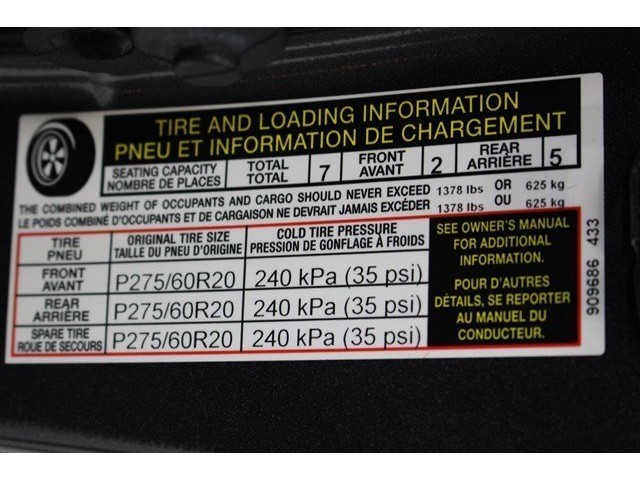 TIRE AND LOADING INFORMATION
PNEU ET INFORMATION DE CHARGEMENT
SEATING CAPACITY TOTAL 7 FRONT 2 REAR 5
NOMBRE DE PLACES TOTAL AVANT ARRIÈRE
THE COMBINED WEIGHT OF OCCUPANTS AND CARGO SHOULD NEVER EXCEED 1378 lbs OR 625 kg
LE POIDS COMBINÉ D'OCCUPANTS ET DE CARGAISON NE DEVRAIT JAMAIS EXCÉDER 1378 lbs OU 625 kg
TIRE ORIGINAL TIRE SIZE COLD TIRE PRESSURE
PNEU TAILLE DU PNEU D'ORIGINE PRESSION DE GONFLAGE À FROIDS
FRONT
AVANT P275/60R20 240 kPa (35 psi)
REAR
ARRIÈRE P275/60R20 240 kPa (35 psi)
SPARE TIRE
ROUE DE SECOURS P275/60R20 240 kPa (35 psi)
SEE OWNER'S MANUAL
FOR ADDITIONAL
INFORMATION.
POUR D'AUTRES
DÉTAILS, SE REPORTER
AU MANUEL DU
CONDUCTEUR.
909686 433